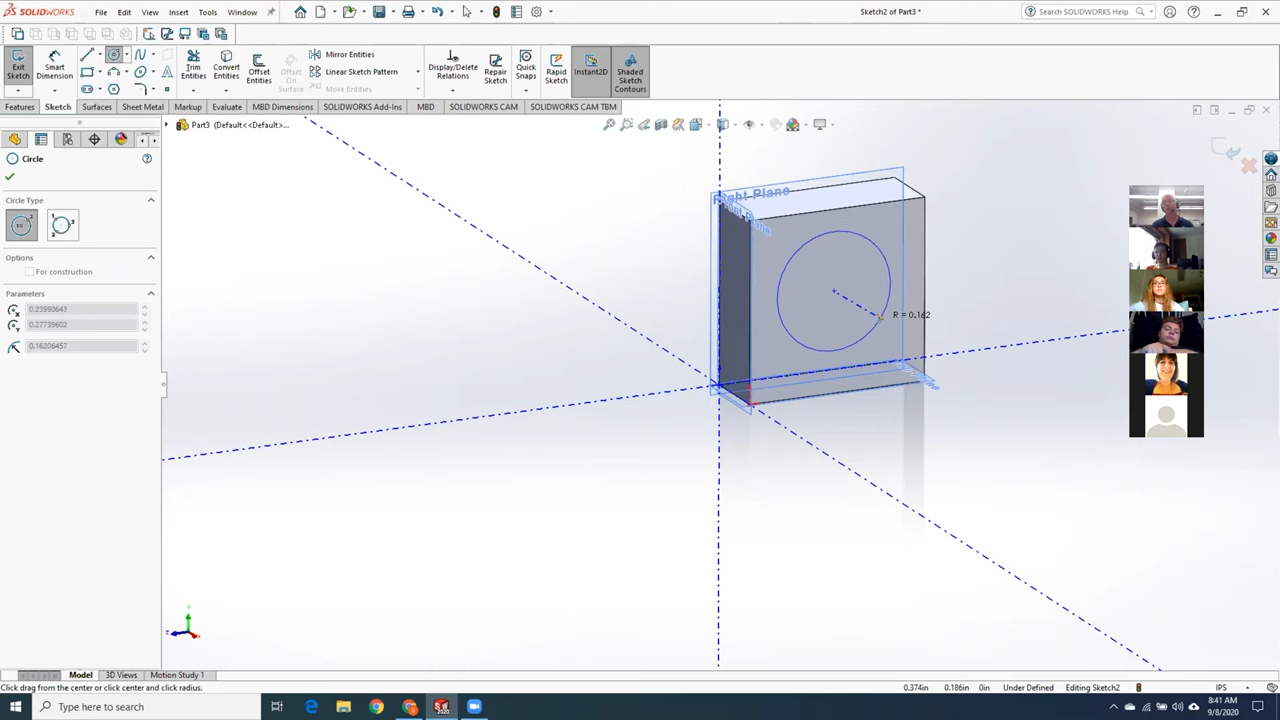 SOLIDWORKS
File
Edit
View
Insert
Tools
Window
Sketch2 of Part3 *
Search SOLIDWORKS Help
Exit Sketch
Smart Dimension
Trim Entities
Convert Entities
Offset Entities
Offset On Surface
Mirror Entities
Linear Sketch Pattern
Move Entities
Display/Delete Relations
Repair Sketch
Quick Snaps
Rapid Sketch
Instant2D
Shaded Sketch Contours
Features
Sketch
Surfaces
Sheet Metal
Markup
Evaluate
MBD Dimensions
SOLIDWORKS Add-Ins
MBD
SOLIDWORKS CAM
SOLIDWORKS CAM TBM
Part3 (Default<<Default>...
Circle
Circle Type
Options
For construction
Parameters
0.23990643
0.27739602
0.16206457
Right Plane
R = 0.162
Model
3D Views
Motion Study 1
Click drag from the center or click center and click radius.
0.374in
0.186in
0in
Under Defined
Editing Sketch2
IPS
Type here to search
8:41 AM
9/8/2020